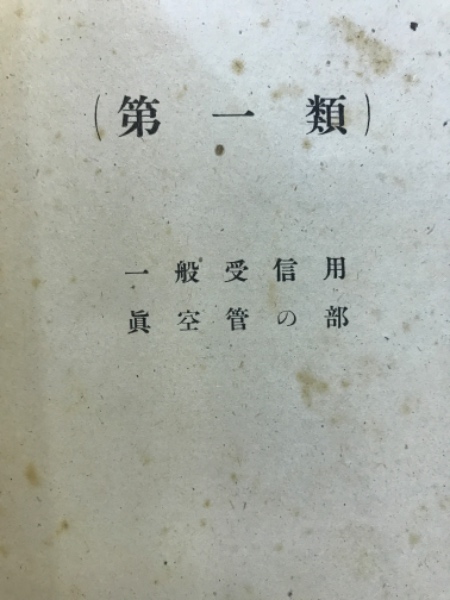 (第一類)
一般受信用
眞空管の部